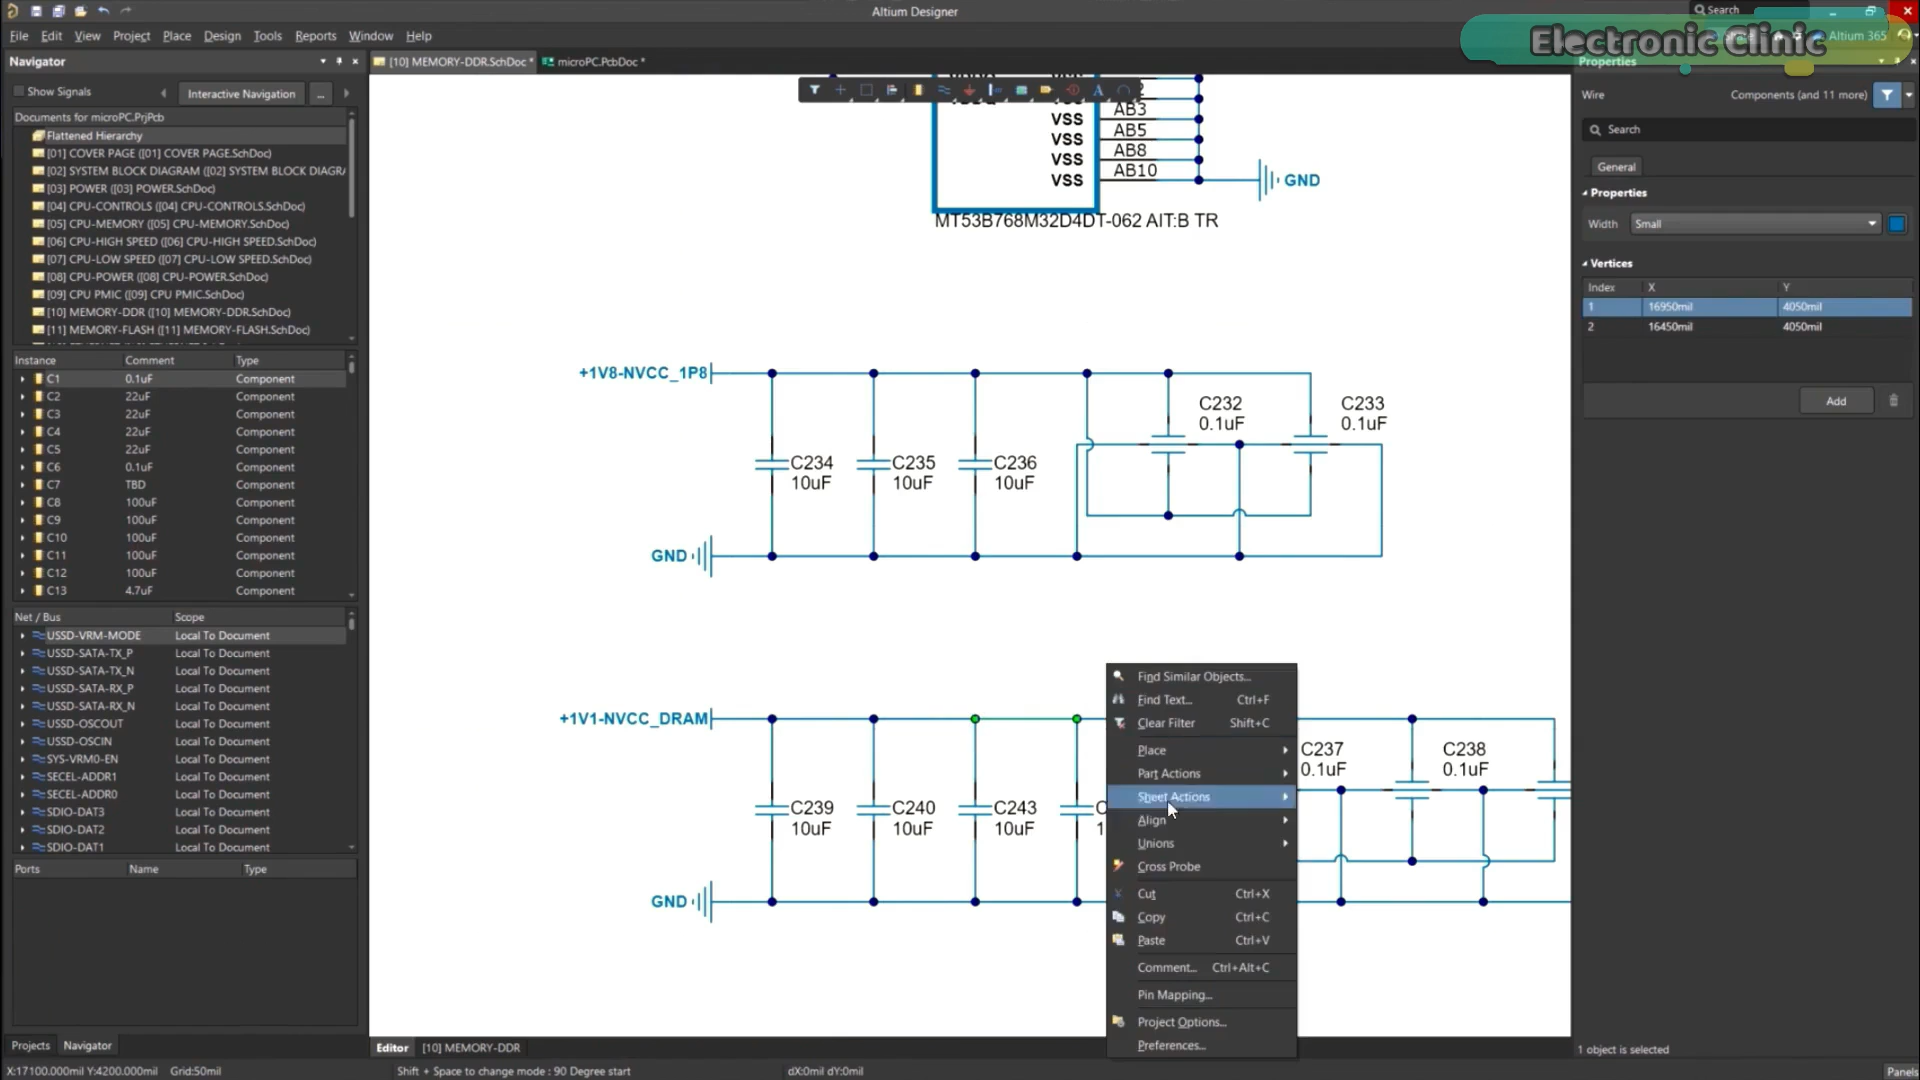 Altium Designer
Search
Electronic Clinic
Altium 365
File Edit View Project Place Design Tools Reports Window Help
Navigator
[10] MEMORY-DDR.SchDoc *
microPC.PcbDoc *
Properties
Show Signals
Interactive Navigation
...
Wire
Components (and 11 more)
Documents for microPC.PrjPcb
Flattened Hierarchy
[01] COVER PAGE ([01] COVER PAGE.SchDoc)
[02] SYSTEM BLOCK DIAGRAM ([02] SYSTEM BLOCK DIAGRA
[03] POWER ([03] POWER.SchDoc)
[04] CPU-CONTROLS ([04] CPU-CONTROLS.SchDoc)
[05] CPU-MEMORY ([05] CPU-MEMORY.SchDoc)
[06] CPU-HIGH SPEED ([06] CPU-HIGH SPEED.SchDoc)
[07] CPU-LOW SPEED ([07] CPU-LOW SPEED.SchDoc)
[08] CPU-POWER ([08] CPU-POWER.SchDoc)
[09] CPU PMIC ([09] CPU PMIC.SchDoc)
[10] MEMORY-DDR ([10] MEMORY-DDR.SchDoc)
[11] MEMORY-FLASH ([11] MEMORY-FLASH.SchDoc)
Instance Comment Type
C1 0.1uF Component
C2 22uF Component
C3 22uF Component
C4 22uF Component
C5 22uF Component
C6 0.1uF Component
C7 TBD Component
C8 100uF Component
C9 100uF Component
C10 100uF Component
C11 100uF Component
C12 100uF Component
C13 4.7uF Component
Net / Bus Scope
USSD-VRM-MODE Local To Document
USSD-SATA-TX_P Local To Document
USSD-SATA-TX_N Local To Document
USSD-SATA-RX_P Local To Document
USSD-SATA-RX_N Local To Document
USSD-OSCOUT Local To Document
USSD-OSCIN Local To Document
SYS-VRM0-EN Local To Document
SECEL-ADDR1 Local To Document
SECEL-ADDR0 Local To Document
SDIO-DAT3 Local To Document
SDIO-DAT2 Local To Document
SDIO-DAT1 Local To Document
Ports Name Type
Projects Navigator
VSS AB3
VSS AB5
VSS AB8
VSS AB10
GND
MT53B768M32D4DT-062 AIT:B TR
+1V8-NVCC_1P8
C232
0.1uF
C233
0.1uF
C234
10uF
C235
10uF
C236
10uF
GND
+1V1-NVCC_DRAM
C237
0.1uF
C238
0.1uF
C239
10uF
C240
10uF
C243
10uF
C
1
GND
Find Similar Objects...
Find Text... Ctrl+F
Clear Filter Shift+C
Place
Part Actions
Sheet Actions
Align
Unions
Cross Probe
Cut Ctrl+X
Copy Ctrl+C
Paste Ctrl+V
Comment... Ctrl+Alt+C
Pin Mapping...
Project Options...
Preferences...
Search
General
Properties
Width Small
Vertices
Index X Y
1 16950mil 4050mil
2 16450mil 4050mil
Add
Editor [10] MEMORY-DDR
1 object is selected
X:17100.000mil Y:4200.000mil Grid:50mil
Shift + Space to change mode : 90 Degree start
dX:0mil dY:0mil
Panels